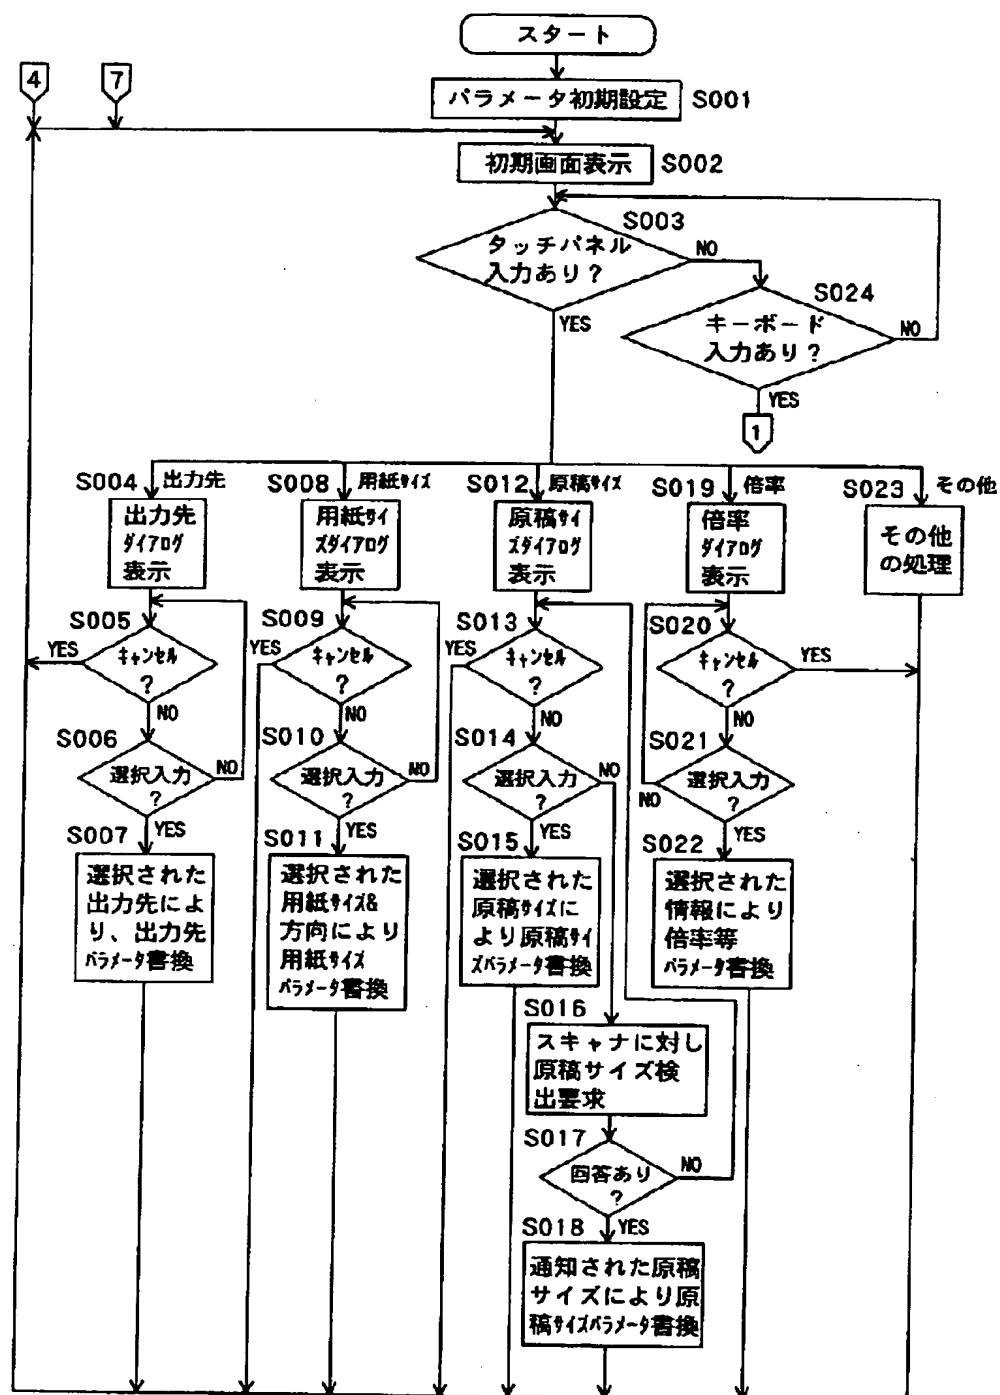 スタート
4
7
パラメータ初期設定 S001
初期画面表示 S002
S003
タッチパネル
入力あり?
NO
YES
S024
キーボード
入力あり?
NO
YES
1
S004 出力先
出力先
ダイアログ
表示
S005
YES
キャンセル
?
NO
S006
選択入力
?
NO
YES
S007
選択された
出力先によ
り、出力先
パラメータ書換
S008 用紙サイズ
用紙サイ
ズダイアログ
表示
S009
YES
キャンセル
?
NO
S010
選択入力
?
NO
YES
S011
選択された
用紙サイズ&
方向により
用紙サイズ
パラメータ書換
S012 原稿サイズ
原稿サイ
ズダイアログ
表示
S013
YES
キャンセル
?
NO
S014
選択入力
?
NO
YES
S015
選択された
原稿サイズに
より原稿サイ
ズパラメータ書換
S016
スキャナに対し
原稿サイズ検
出要求
S017
回答あり
?
NO
YES
S018
通知された原稿
サイズにより原
稿サイズパラメータ書換
S019 倍率
倍率
ダイアログ
表示
S020
キャンセル
?
YES
NO
S021
選択入力
?
NO
YES
S022
選択された
情報により
倍率等
パラメータ書換
S023 その他
その他
の処理